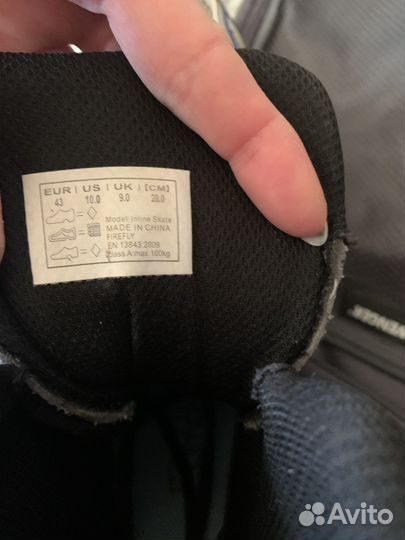 EUR | US | UK | [CM]
43 10.0 9.0 28.0
Model: Inline Skate
MADE IN CHINA
FIREFLY
EN 13843:2009
Class A:max. 100kg
Avito